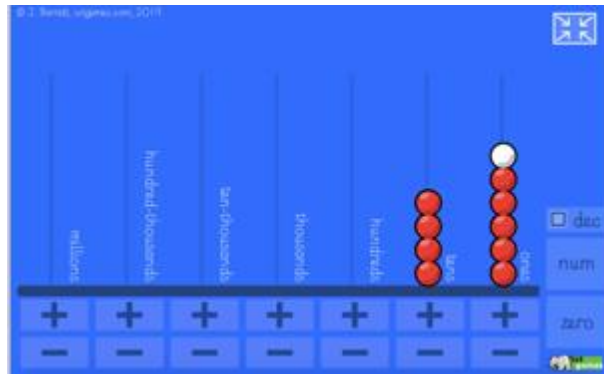 millions
hundred-thousands
ten-thousands
thousands
hundreds
tens
ones
+ + + + + + +
− − − − − − −
dec
num
zero